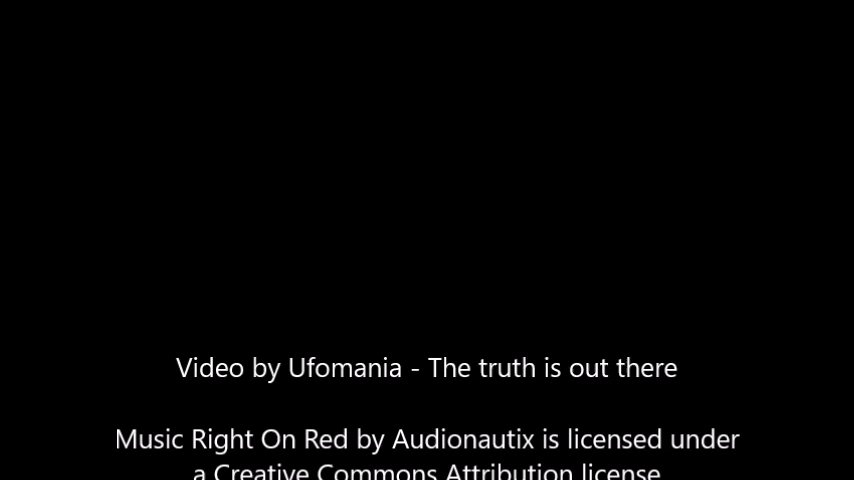 Video by Ufomania - The truth is out there
Music Right On Red by Audionautix is licensed under
a Creative Commons Attribution license